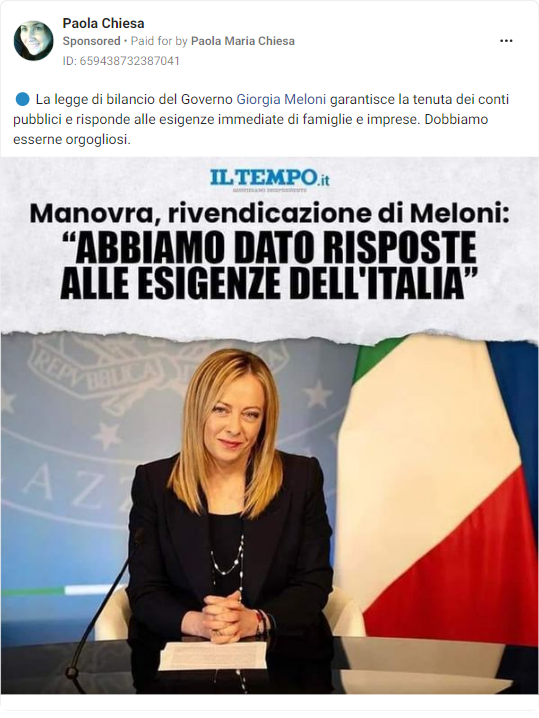 Paola Chiesa
Sponsored • Paid for by Paola Maria Chiesa
ID: 659438732387041
🔵 La legge di bilancio del Governo Giorgia Meloni garantisce la tenuta dei conti
pubblici e risponde alle esigenze immediate di famiglie e imprese. Dobbiamo
esserne orgogliosi.
IL TEMPO.it
QUOTIDIANO INDIPENDENTE
Manovra, rivendicazione di Meloni:
“ABBIAMO DATO RISPOSTE
ALLE ESIGENZE DELL'ITALIA”
REPVBBLICA